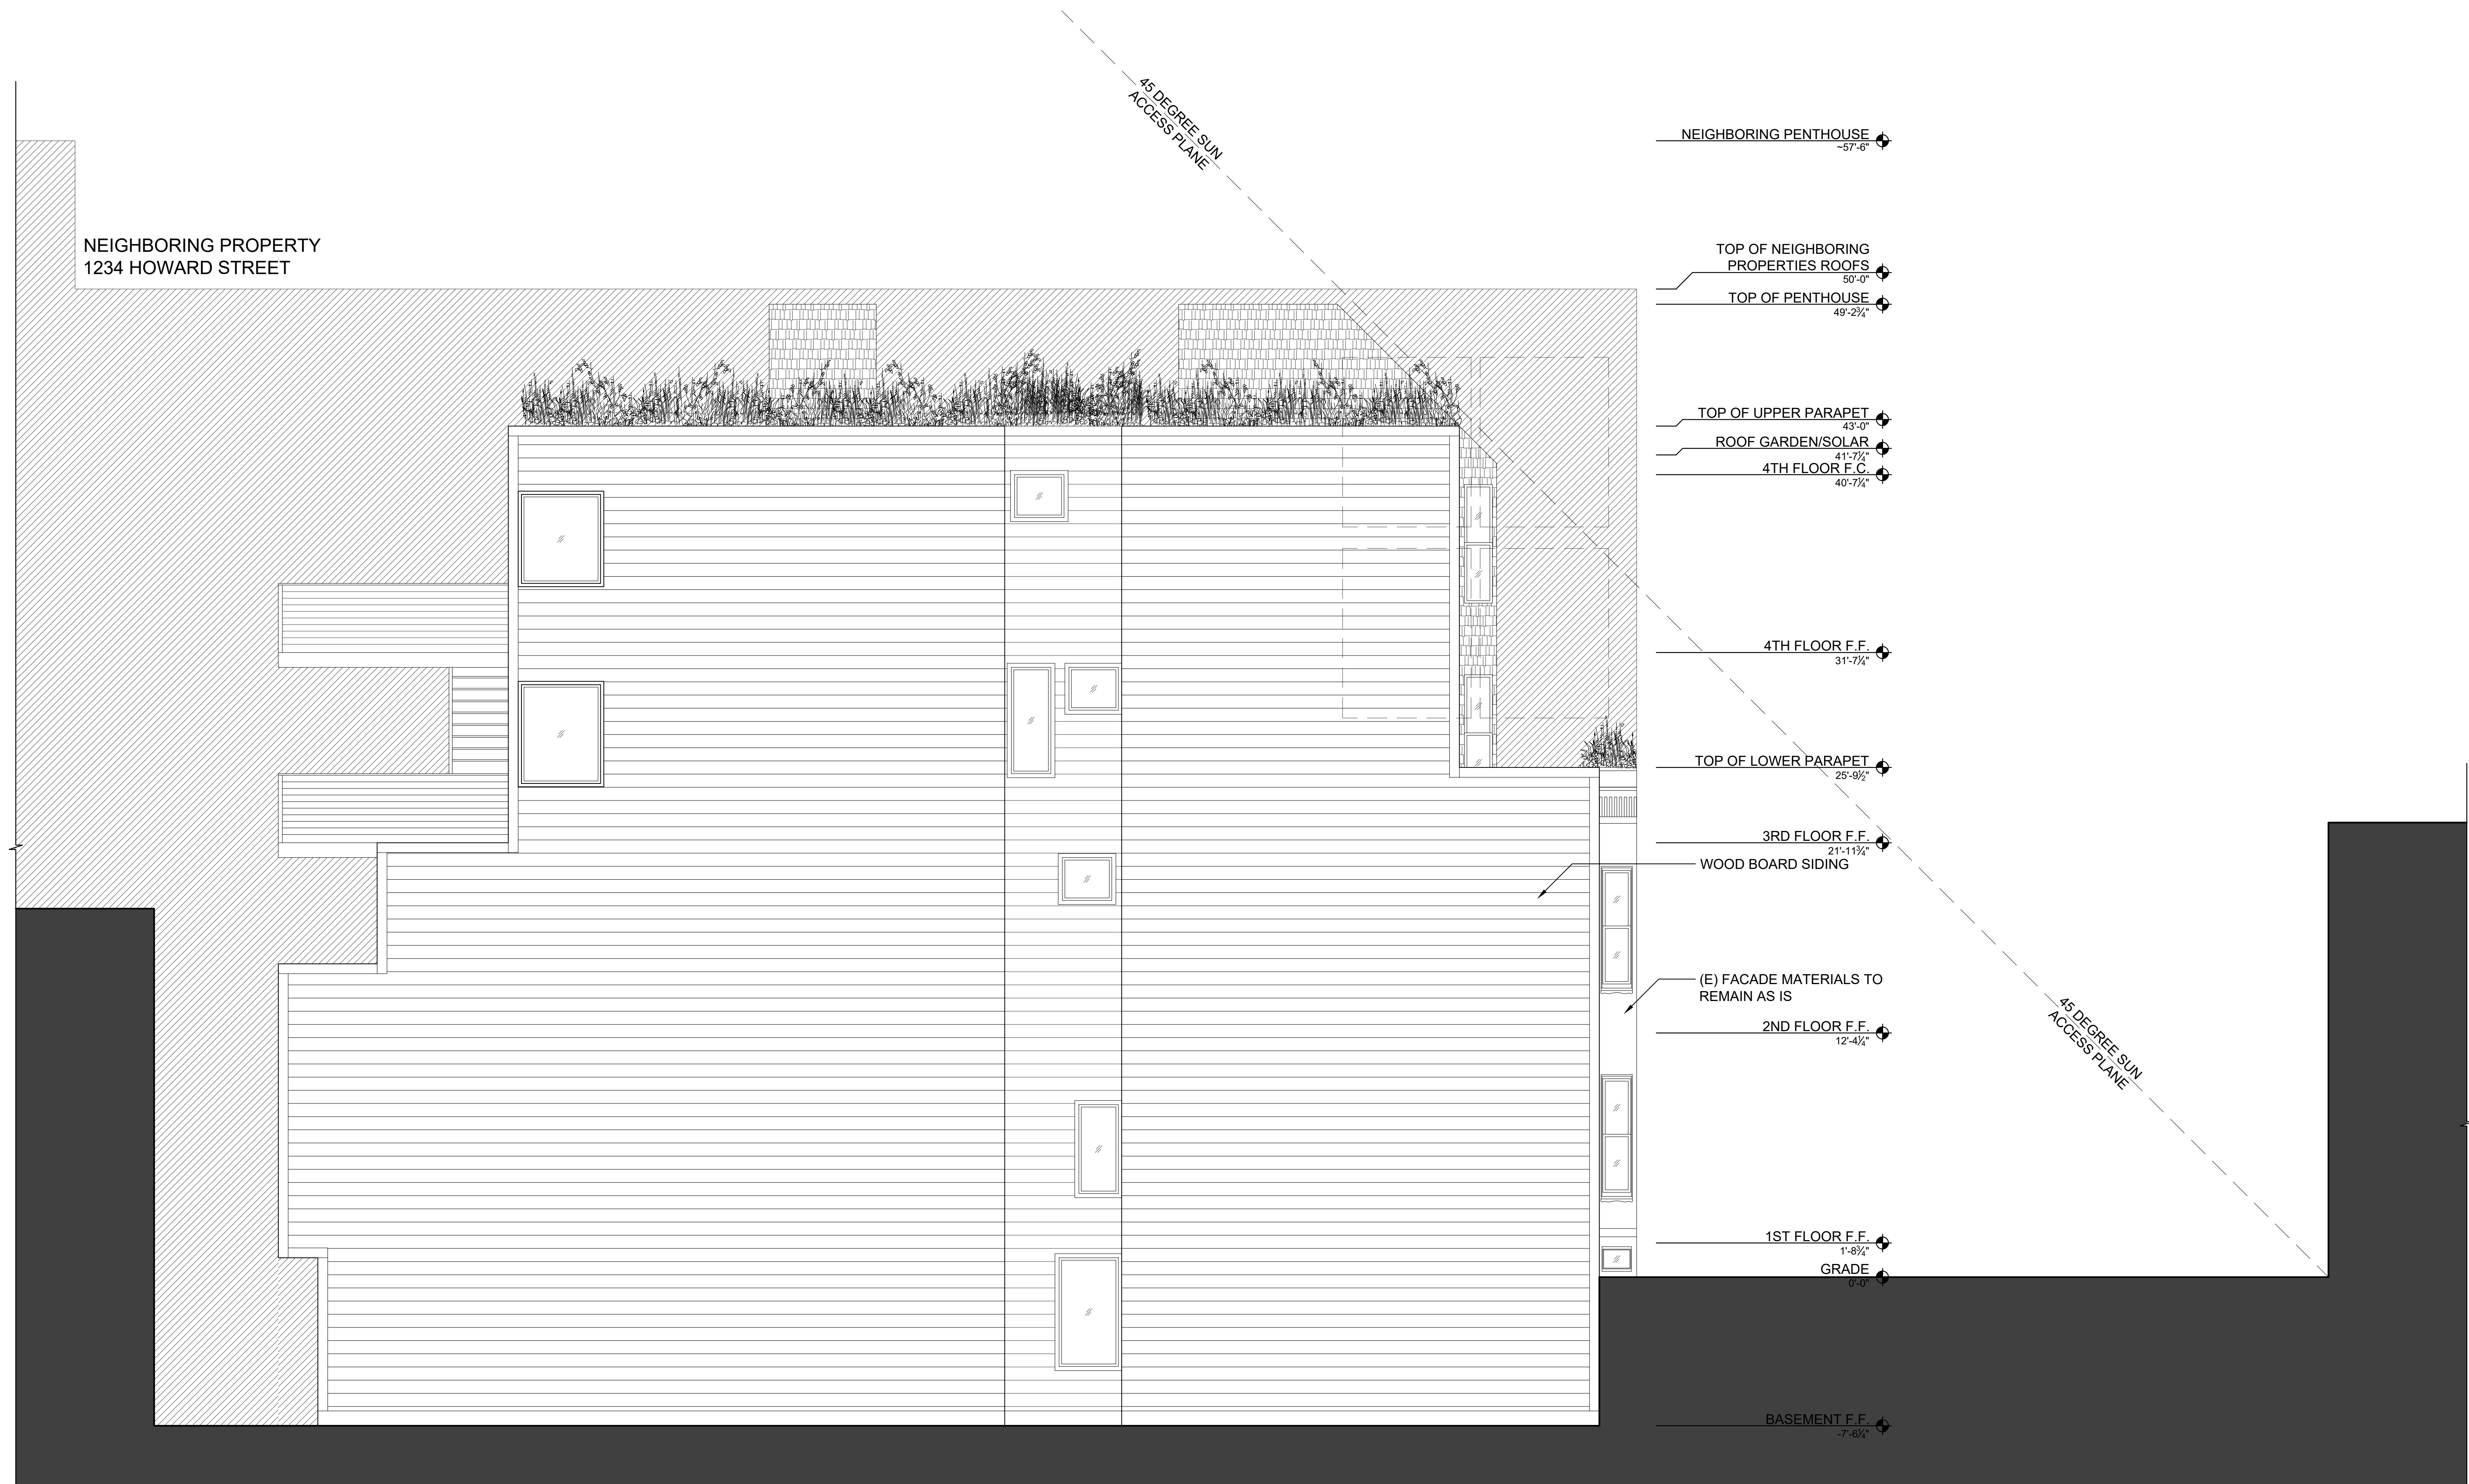 45 DEGREE SUN
ACCESS PLANE
NEIGHBORING PENTHOUSE
~57'-6"
NEIGHBORING PROPERTY
1234 HOWARD STREET
TOP OF NEIGHBORING
PROPERTIES ROOFS
50'-0"
TOP OF PENTHOUSE
49'-2¾"
TOP OF UPPER PARAPET
43'-0"
ROOF GARDEN/SOLAR
41'-7¼"
4TH FLOOR F.C.
40'-7¼"
4TH FLOOR F.F.
31'-7¼"
TOP OF LOWER PARAPET
25'-9½"
3RD FLOOR F.F.
21'-11¾"
WOOD BOARD SIDING
(E) FACADE MATERIALS TO
REMAIN AS IS
2ND FLOOR F.F.
12'-4¼"
45 DEGREE SUN
ACCESS PLANE
1ST FLOOR F.F.
1'-8¾"
GRADE
0'-0"
BASEMENT F.F.
-7'-6¼"